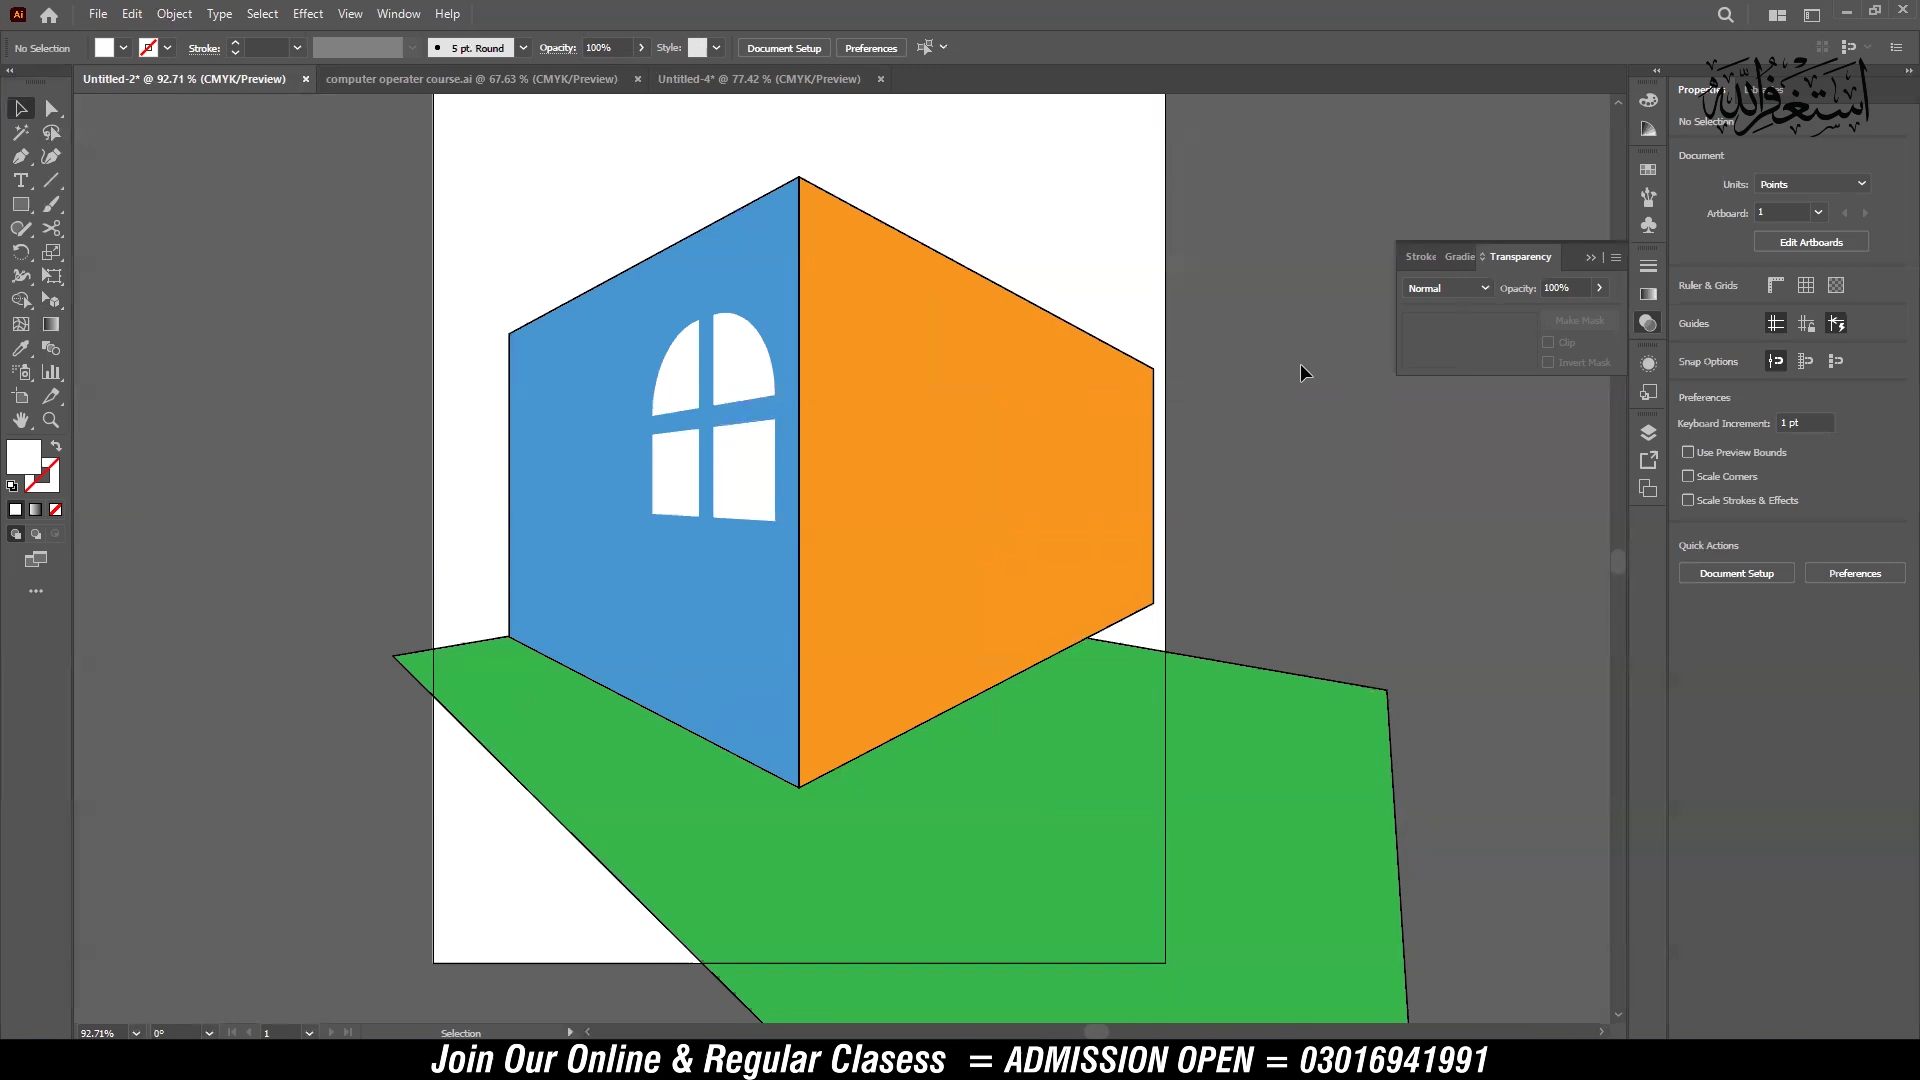 Ai File Edit Object Type Select Effect View Window Help
No Selection Stroke: 5 pt. Round Opacity: 100% Style: Document Setup Preferences
Untitled-2* @ 92.71 % (CMYK/Preview) × computer operater course.ai @ 67.63 % (CMYK/Preview) × Untitled-4* @ 77.42 % (CMYK/Preview) ×
أستغفر الله
Properties
No Selection
Document
Units: Points
Artboard: 1
Edit Artboards
Stroke Gradie Transparency
Normal Opacity: 100%
Make Mask
Clip
Invert Mask
Ruler & Grids
Guides
Snap Options
Preferences
Keyboard Increment: 1 pt
Use Preview Bounds
Scale Corners
Scale Strokes & Effects
Quick Actions
Document Setup Preferences
92.71% 0° 1 Selection
Join Our Online & Regular Clasess = ADMISSION OPEN = 03016941991